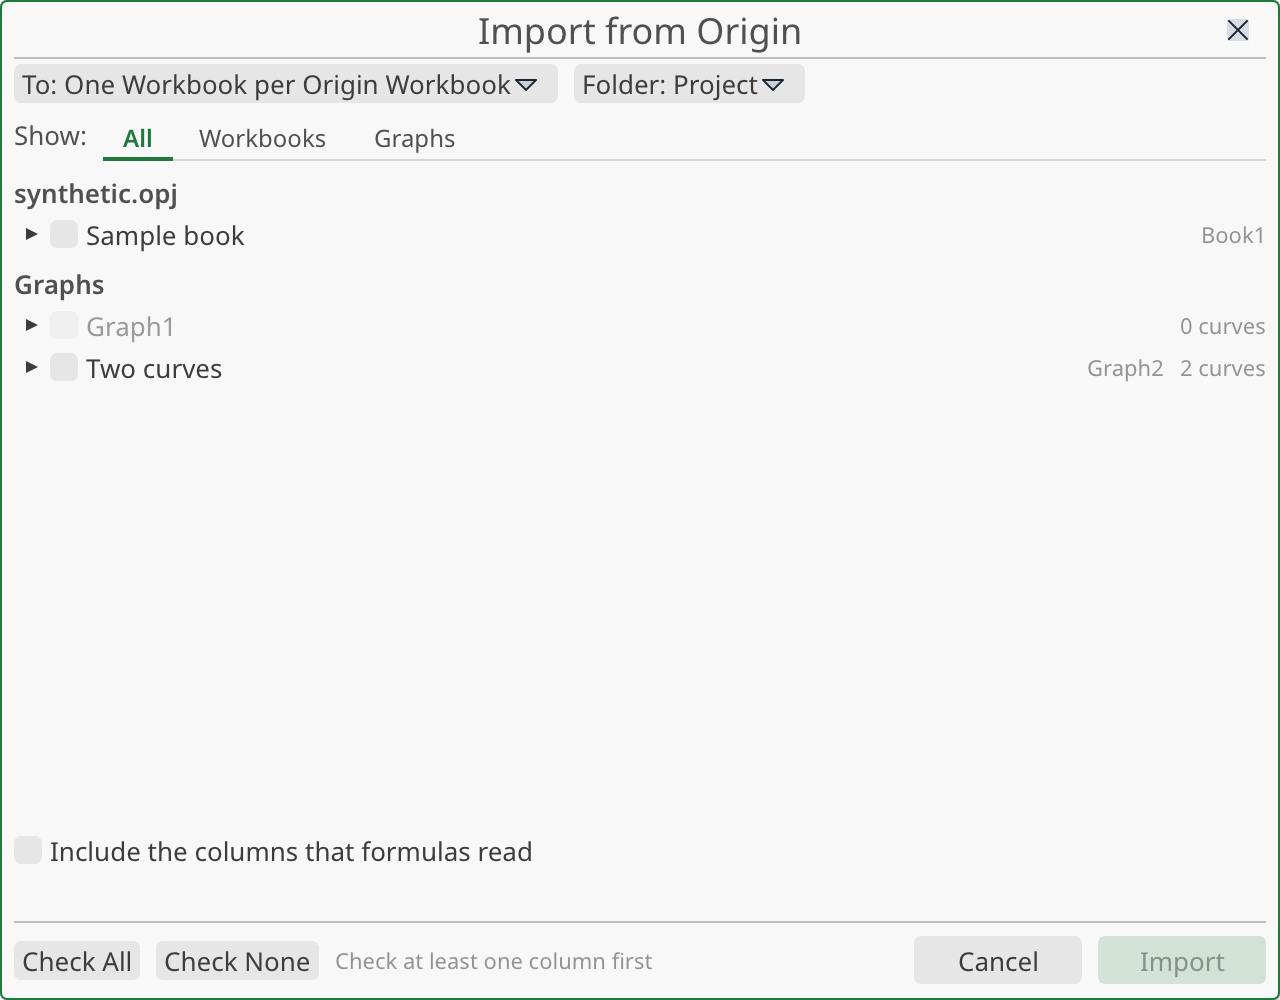 Import from Origin
To: One Workbook per Origin Workbook Folder: Project
Show: All Workbooks Graphs
synthetic.opj
Sample book Book1
Graphs
Graph1 0 curves
Two curves Graph2 2 curves
Include the columns that formulas read
Check All Check None Check at least one column first Cancel Import